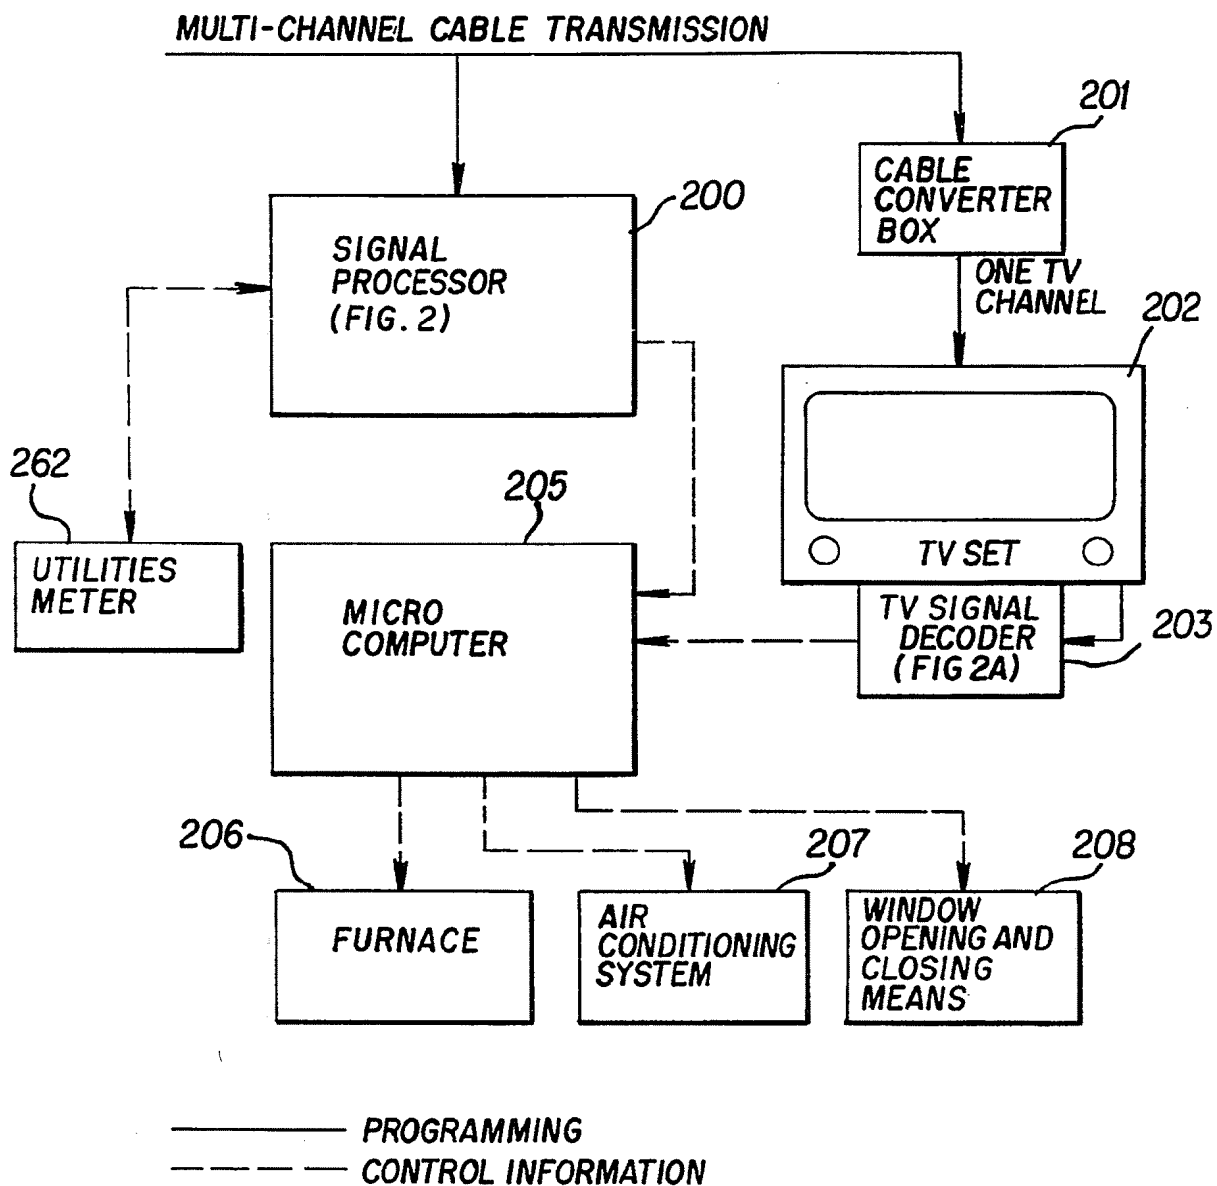 MULTI-CHANNEL CABLE TRANSMISSION
201
CABLE
CONVERTER
BOX
200
SIGNAL
PROCESSOR
(FIG. 2)
ONE TV
CHANNEL
202
262
205
TV SET
UTILITIES
METER
MICRO
COMPUTER
TV SIGNAL
DECODER
(FIG 2A)
203
206
207
208
FURNACE
AIR
CONDITIONING
SYSTEM
WINDOW
OPENING AND
CLOSING
MEANS
PROGRAMMING
CONTROL INFORMATION